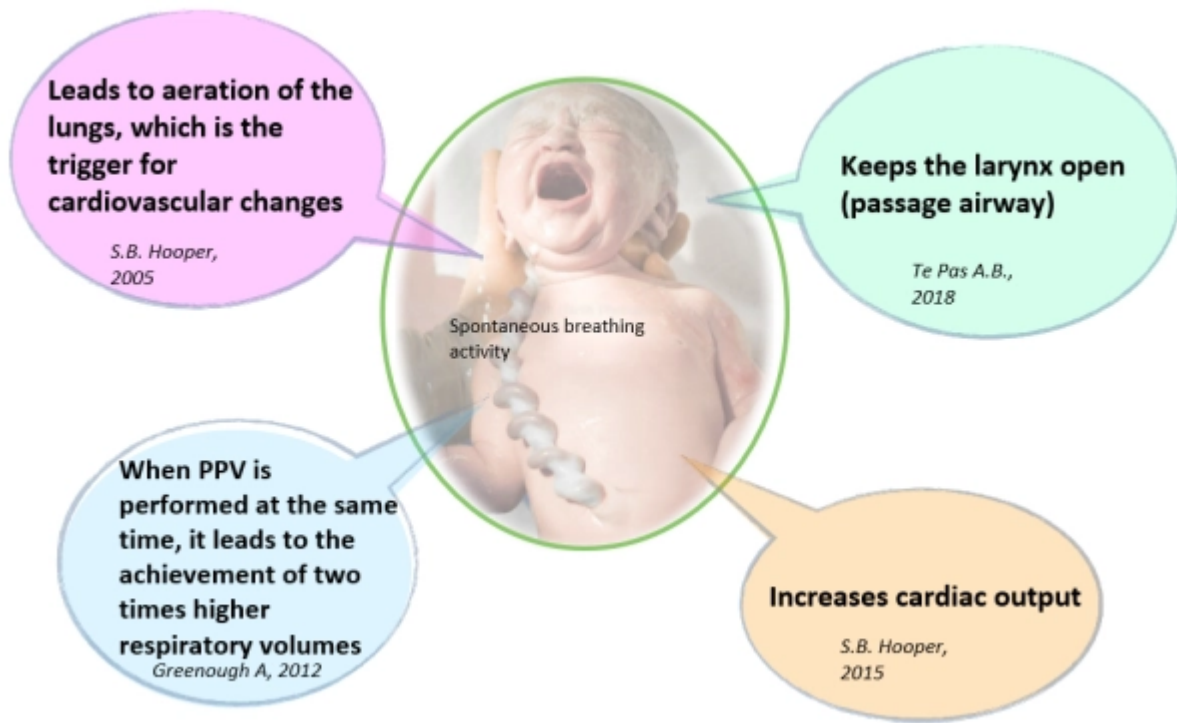 Leads to aeration of the
lungs, which is the
trigger for
cardiovascular changes
S.B. Hooper,
2005
Keeps the larynx open
(passage airway)
Te Pas A.B.,
2018
Spontaneous breathing
activity
When PPV is
performed at the same
time, it leads to the
achievement of two
times higher
respiratory volumes
Greenough A, 2012
Increases cardiac output
S.B. Hooper,
2015